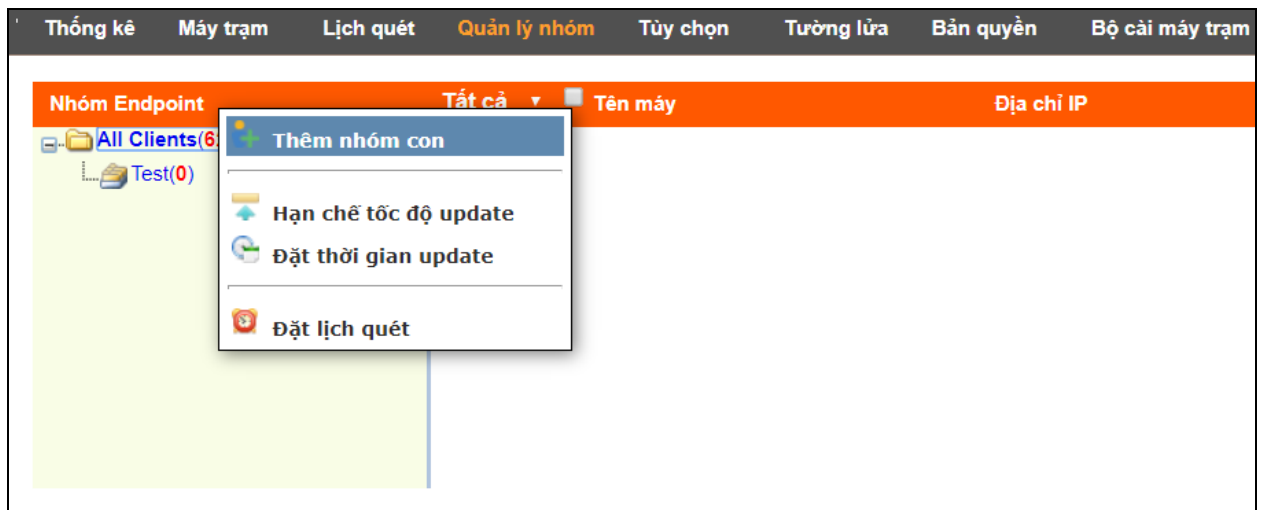 Thống kê Máy trạm Lịch quét Quản lý nhóm Tùy chọn Tường lửa Bản quyền Bộ cài máy trạm
Nhóm Endpoint Tất cả ▼ Tên máy Địa chỉ IP
All Clients(6
Thêm nhóm con
Test(0)
Hạn chế tốc độ update
Đặt thời gian update
Đặt lịch quét